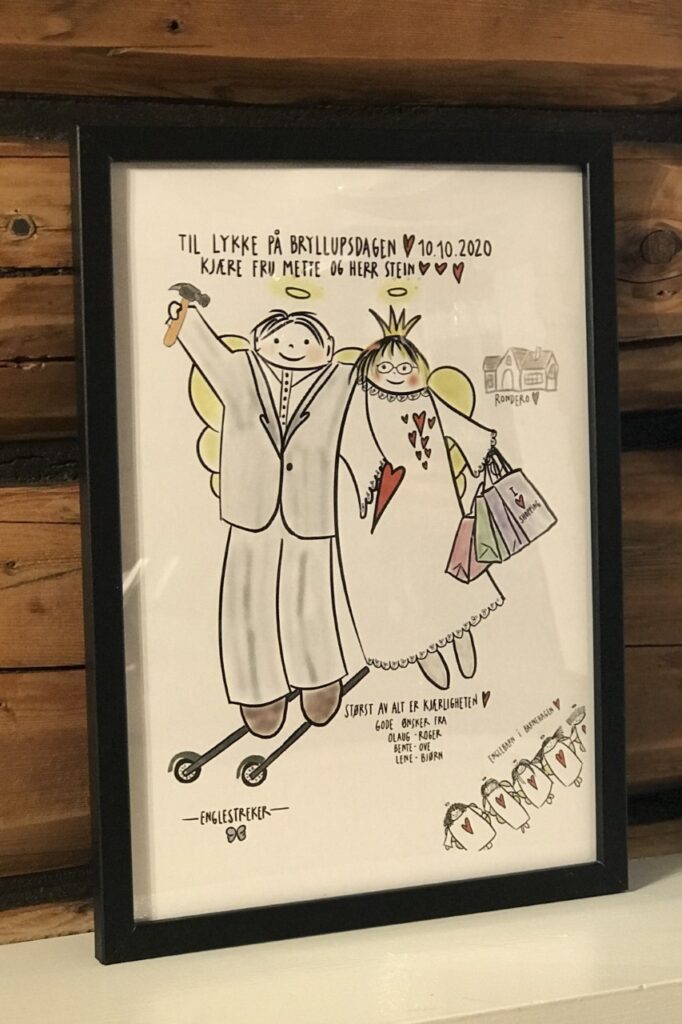 TIL LYKKE PÅ BRYLLUPSDAGEN 10.10.2020
KJÆRE FRU METTE OG HERR STEIN
RONDERO
I
SHOPPING
STØRST AV ALT ER KJÆRLIGHETEN
GODE ØNSKER FRA
OLAUG - ROGER
BENTE - OVE
LENE - BJØRN
ENGLEBARN I BARNEHAGEN
—ENGLESTREKER—